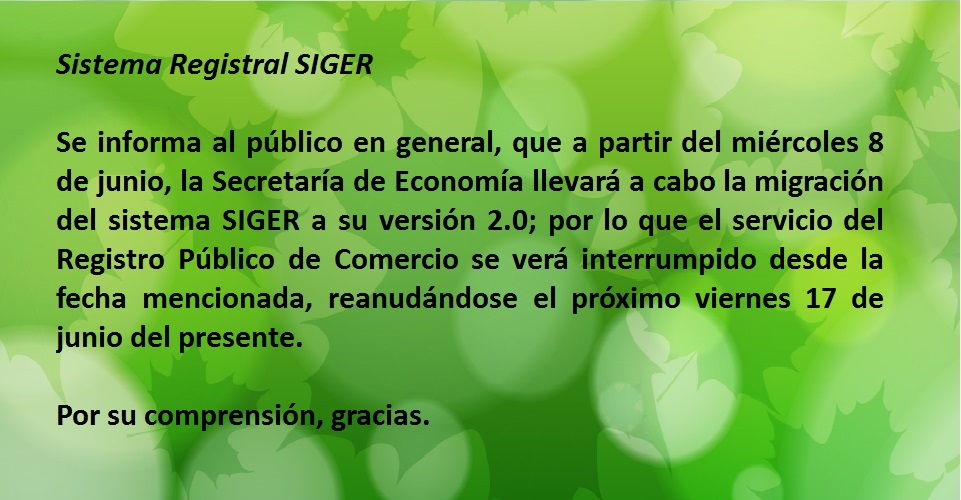 Sistema Registral SIGER
Se informa al público en general, que a partir del miércoles 8
de junio, la Secretaría de Economía llevará a cabo la migración
del sistema SIGER a su versión 2.0; por lo que el servicio del
Registro Público de Comercio se verá interrumpido desde la
fecha mencionada, reanudándose el próximo viernes 17 de
junio del presente.
Por su comprensión, gracias.